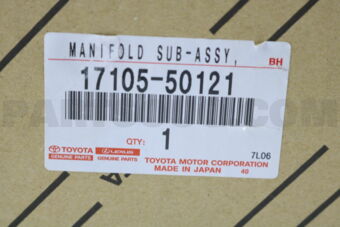 MANIFOLD SUB-ASSY,
BH
17105-50121
QTY:
1
7L06
TOYOTA LEXUS
GENUINE PARTS GENUINE PARTS
TOYOTA MOTOR CORPORATION
MADE IN JAPAN 40